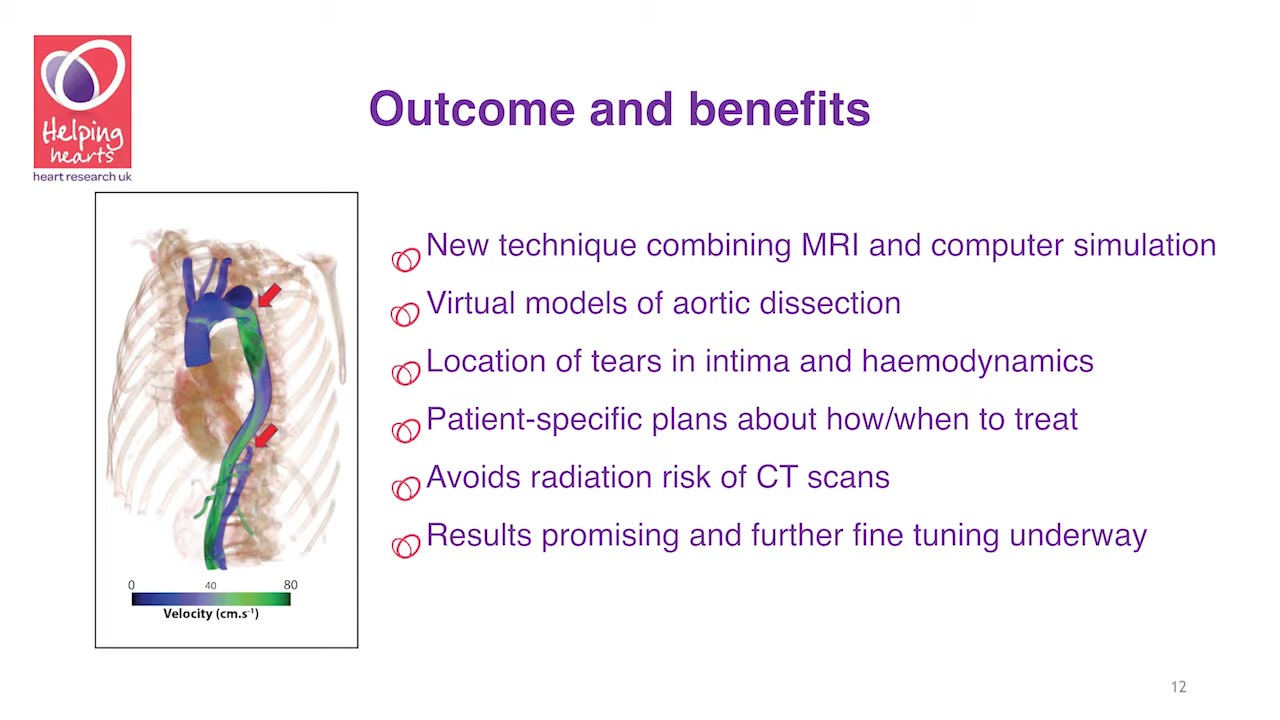 Helping
hearts
heart research uk
Outcome and benefits
New technique combining MRI and computer simulation
Virtual models of aortic dissection
Location of tears in intima and haemodynamics
Patient-specific plans about how/when to treat
Avoids radiation risk of CT scans
Results promising and further fine tuning underway
0 40 80
Velocity (cm.s⁻¹)
12